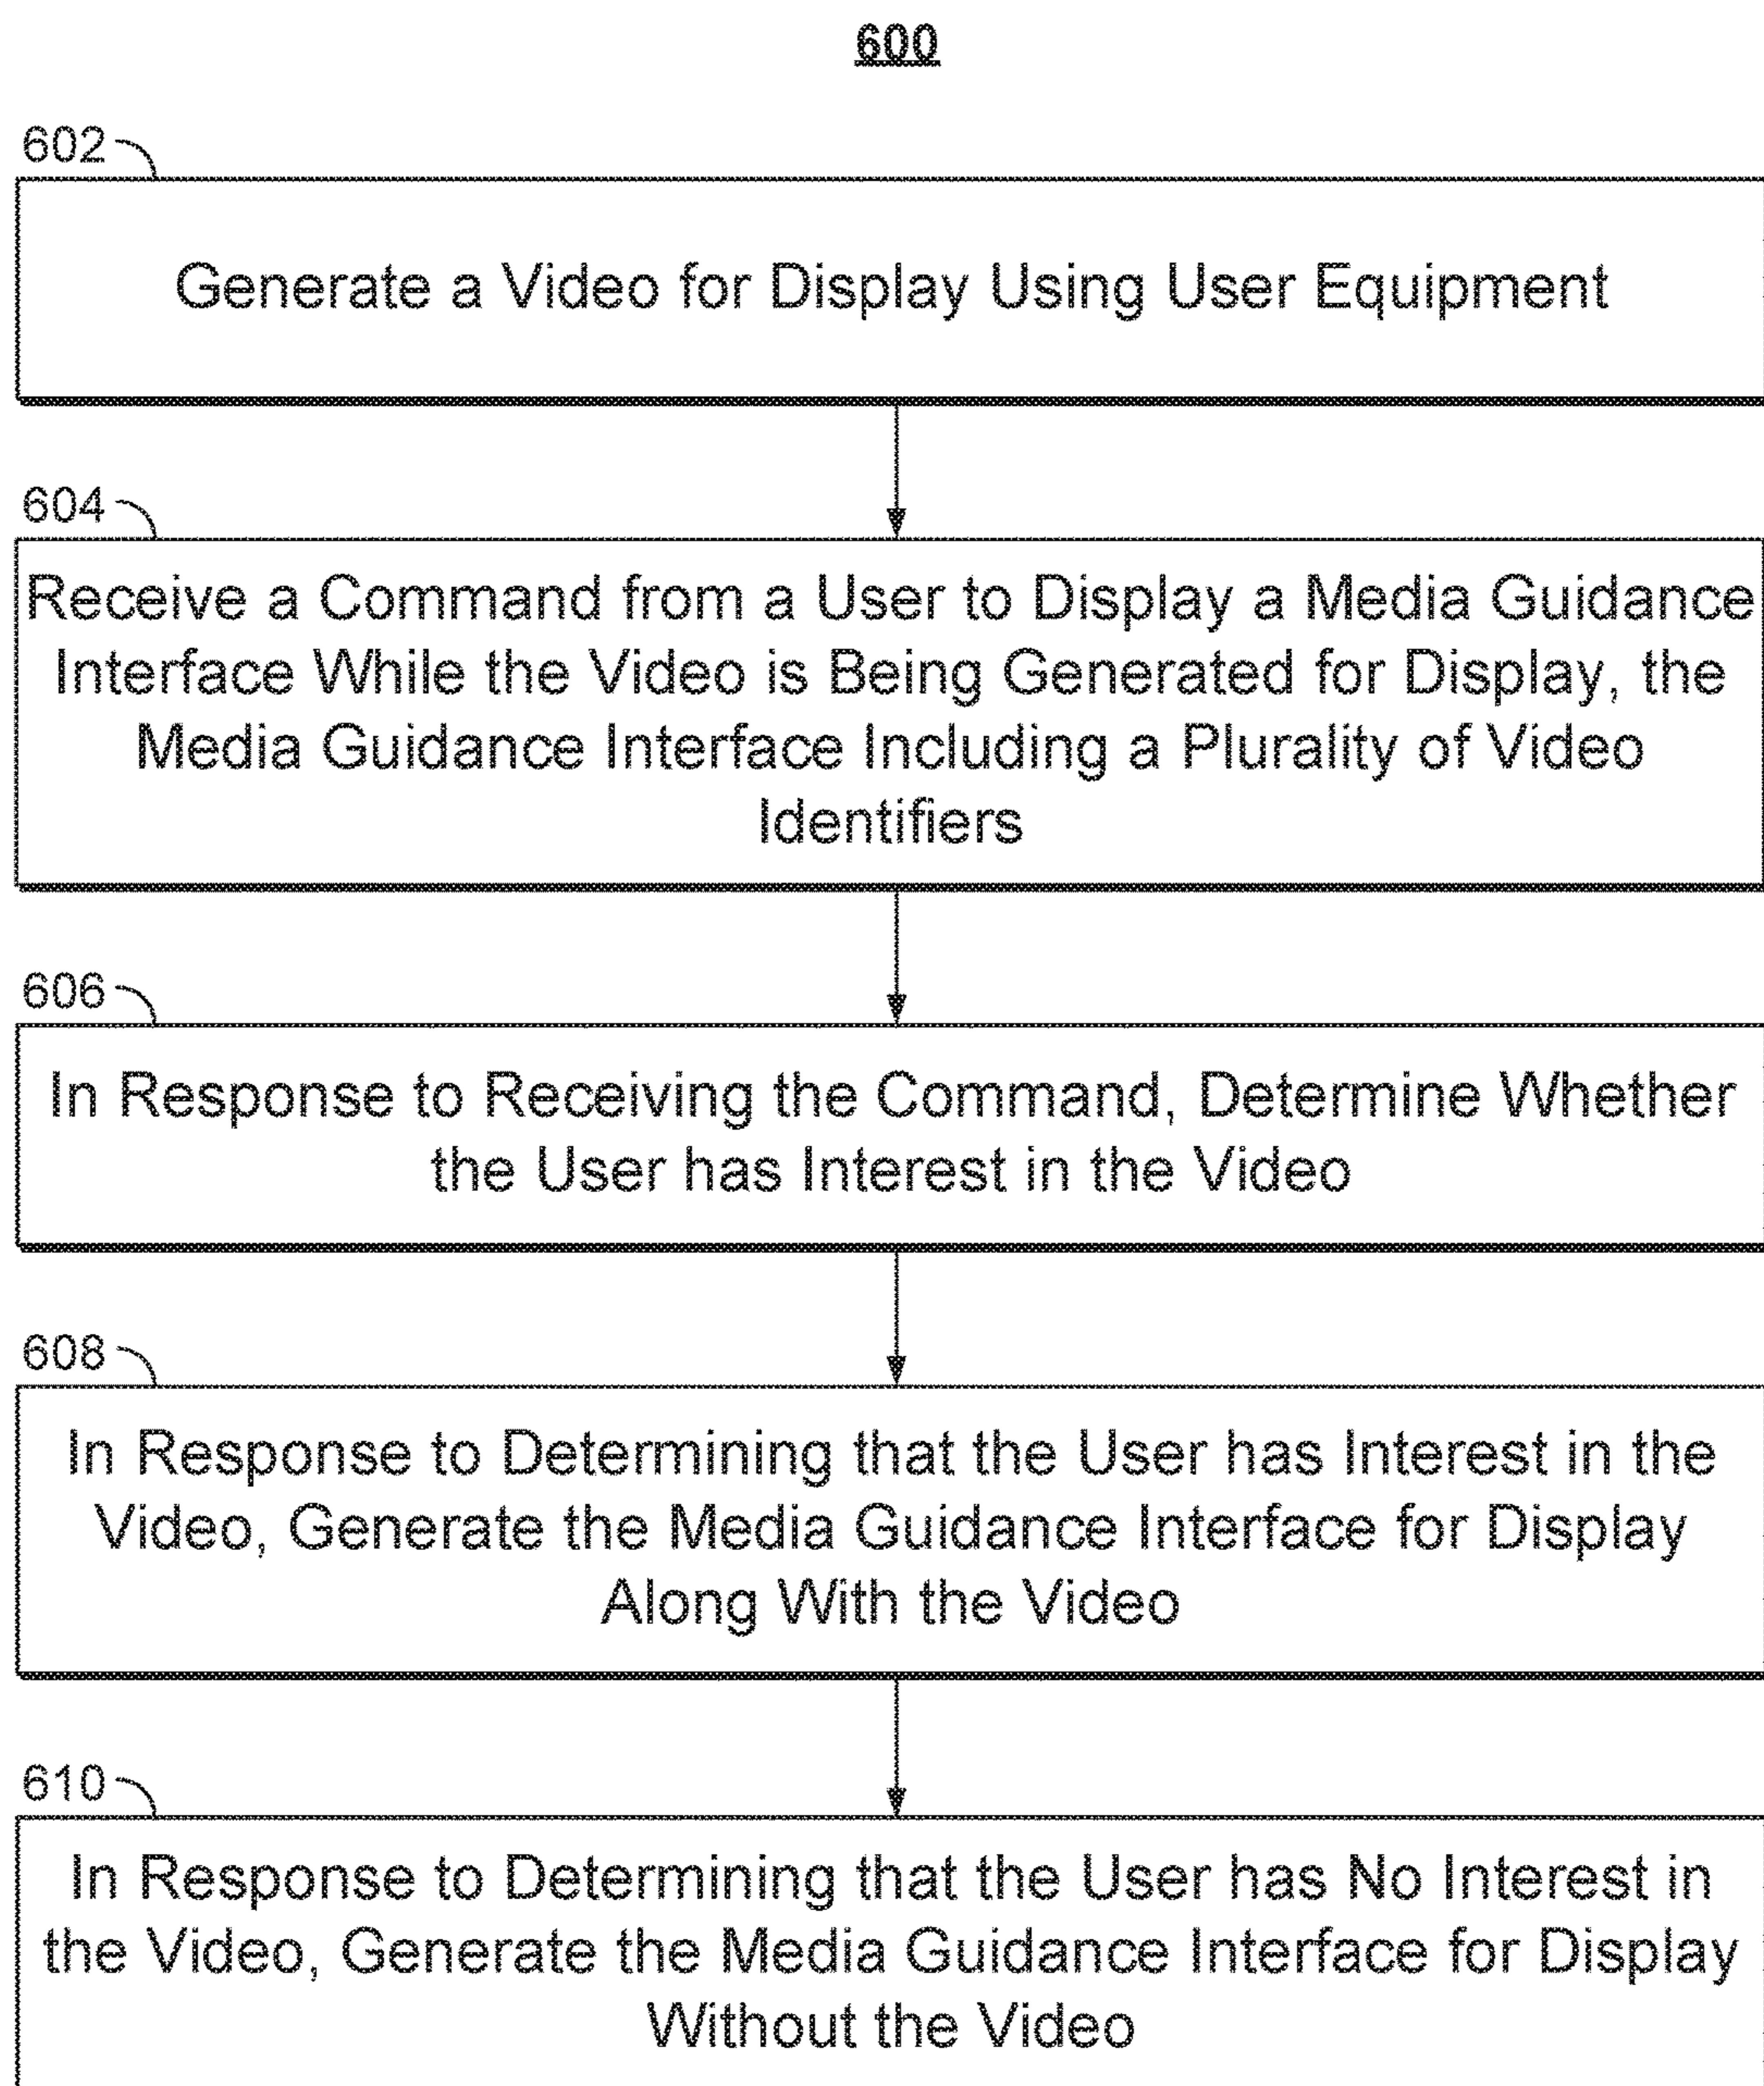 600
602
Generate a Video for Display Using User Equipment
604
Receive a Command from a User to Display a Media Guidance
Interface While the Video is Being Generated for Display, the
Media Guidance Interface Including a Plurality of Video
Identifiers
606
In Response to Receiving the Command, Determine Whether
the User has Interest in the Video
608
In Response to Determining that the User has Interest in the
Video, Generate the Media Guidance Interface for Display
Along With the Video
610
In Response to Determining that the User has No Interest in
the Video, Generate the Media Guidance Interface for Display
Without the Video